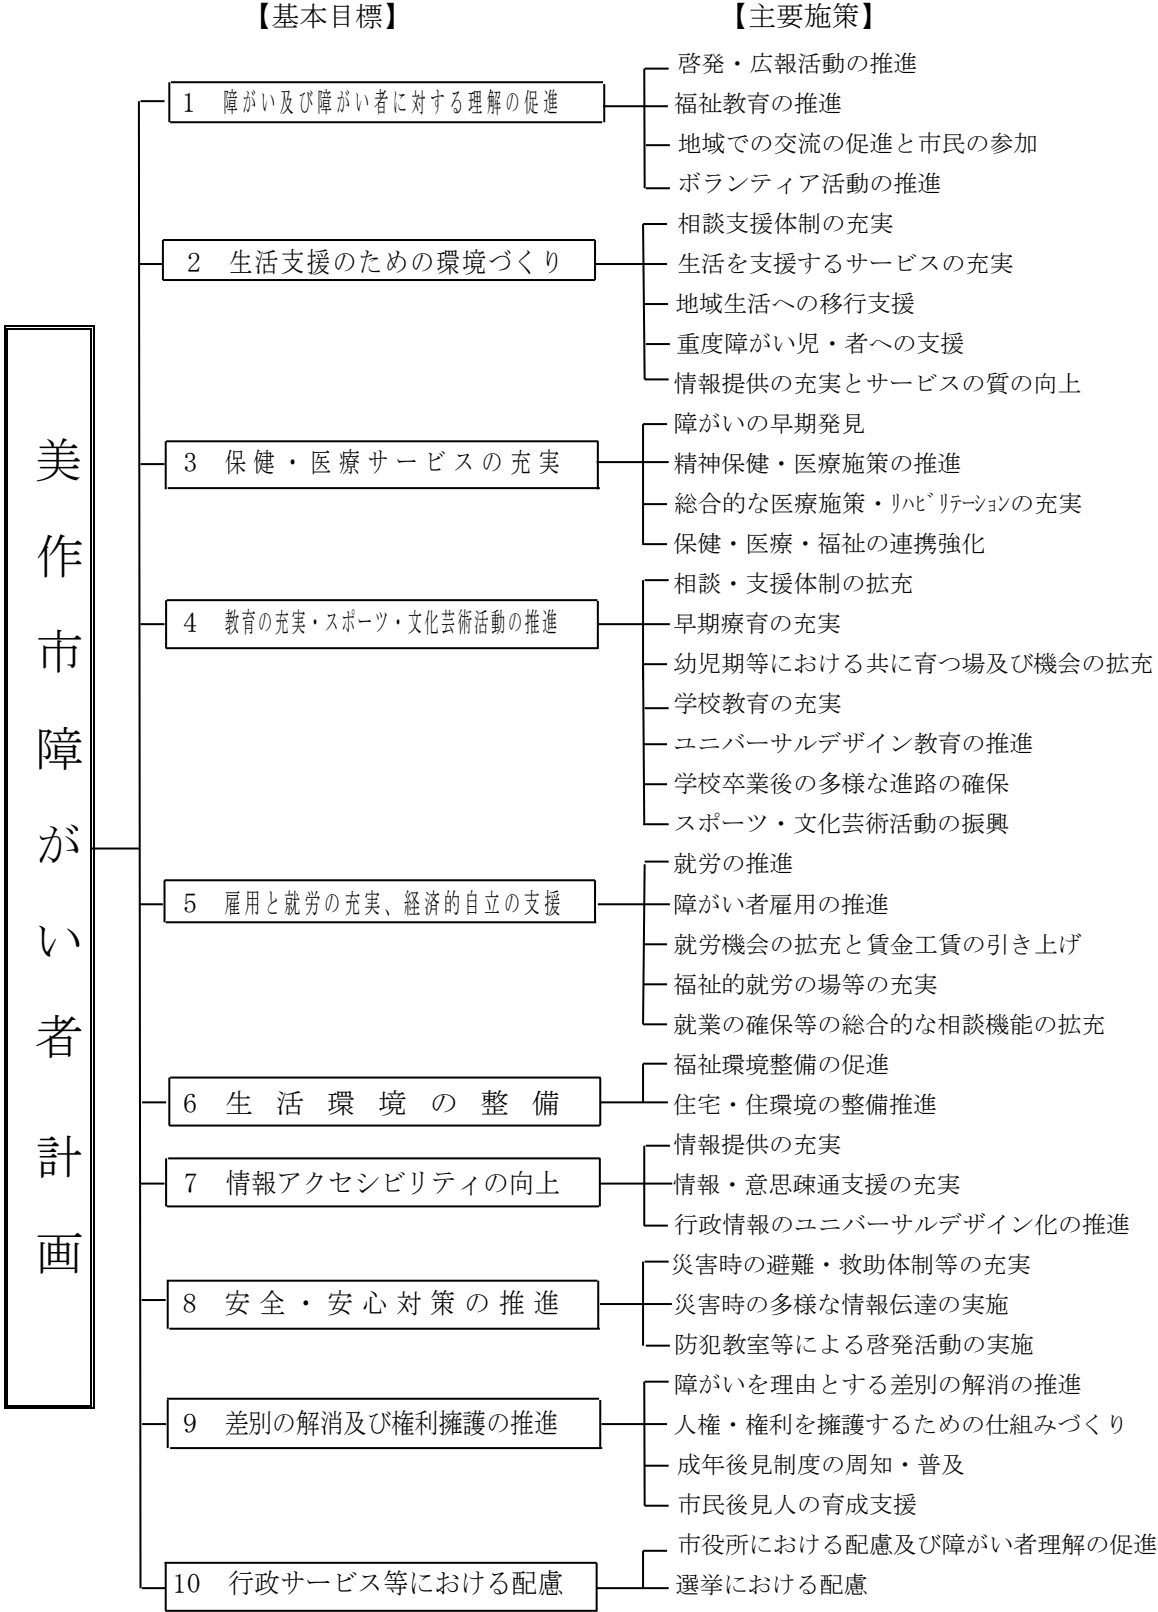 【基本目標】
【主要施策】
美作市障がい者計画
1 障がい及び障がい者に対する理解の促進
啓発・広報活動の推進
福祉教育の推進
地域での交流の促進と市民の参加
ボランティア活動の推進
2 生活支援のための環境づくり
相談支援体制の充実
生活を支援するサービスの充実
地域生活への移行支援
重度障がい児・者への支援
情報提供の充実とサービスの質の向上
3 保健・医療サービスの充実
障がいの早期発見
精神保健・医療施策の推進
総合的な医療施策・ﾘﾊﾋﾞﾘﾃｰｼｮﾝの充実
保健・医療・福祉の連携強化
4 教育の充実・スポーツ・文化芸術活動の推進
相談・支援体制の拡充
早期療育の充実
幼児期等における共に育つ場及び機会の拡充
学校教育の充実
ユニバーサルデザイン教育の推進
学校卒業後の多様な進路の確保
スポーツ・文化芸術活動の振興
5 雇用と就労の充実、経済的自立の支援
就労の推進
障がい者雇用の推進
就労機会の拡充と賃金工賃の引き上げ
福祉的就労の場等の充実
就業の確保等の総合的な相談機能の拡充
6 生活環境の整備
福祉環境整備の促進
住宅・住環境の整備推進
7 情報アクセシビリティの向上
情報提供の充実
情報・意思疎通支援の充実
行政情報のユニバーサルデザイン化の推進
8 安全・安心対策の推進
災害時の避難・救助体制等の充実
災害時の多様な情報伝達の実施
防犯教室等による啓発活動の実施
9 差別の解消及び権利擁護の推進
障がいを理由とする差別の解消の推進
人権・権利を擁護するための仕組みづくり
成年後見制度の周知・普及
市民後見人の育成支援
10 行政サービス等における配慮
市役所における配慮及び障がい者理解の促進
選挙における配慮